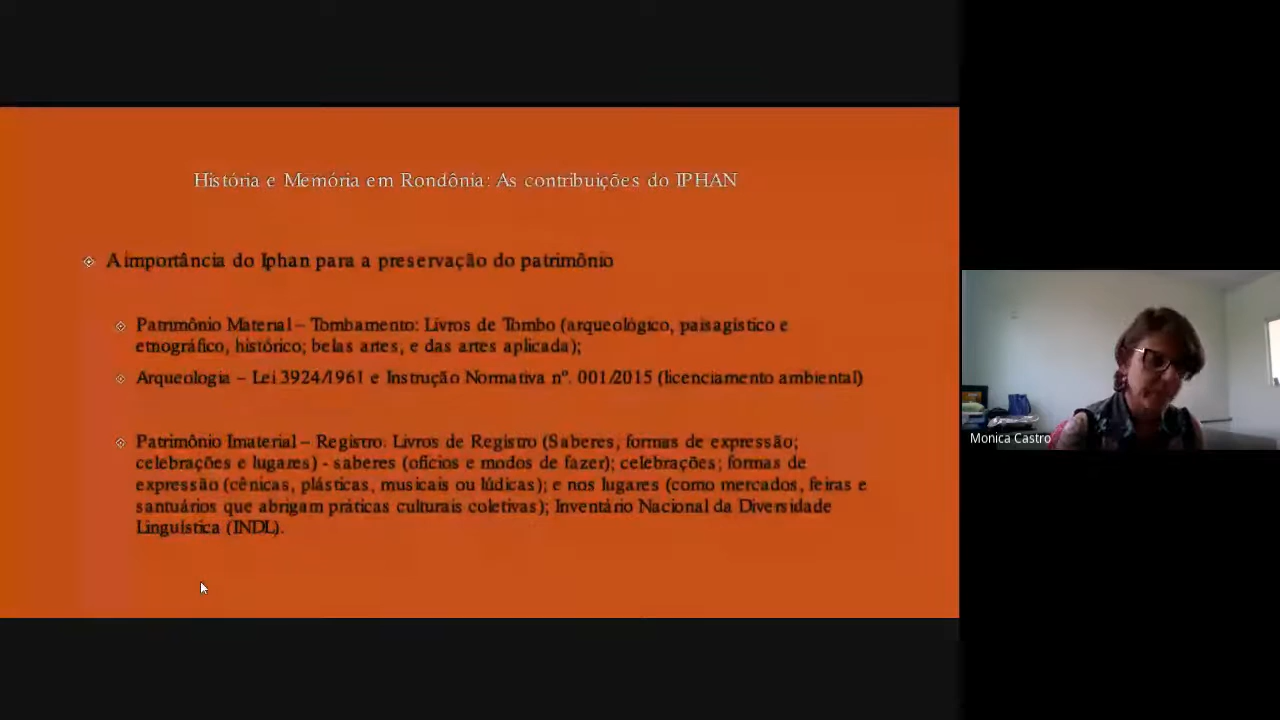 História e Memória em Rondônia: As contribuições do IPHAN
A importância do Iphan para a preservação do patrimônio
Patrimônio Material – Tombamento: Livros de Tombo (arqueológico, paisagístico e
etnográfico, histórico; belas artes, e das artes aplicada);
Arqueologia – Lei 3924/1961 e Instrução Normativa nº. 001/2015 (licenciamento ambiental)
Patrimônio Imaterial – Registro. Livros de Registro (Saberes, formas de expressão;
celebrações e lugares) - saberes (ofícios e modos de fazer); celebrações; formas de
expressão (cênicas, plásticas, musicais ou lúdicas); e nos lugares (como mercados, feiras e
santuários que abrigam práticas culturais coletivas); Inventário Nacional da Diversidade
Linguística (INDL).
Monica Castro